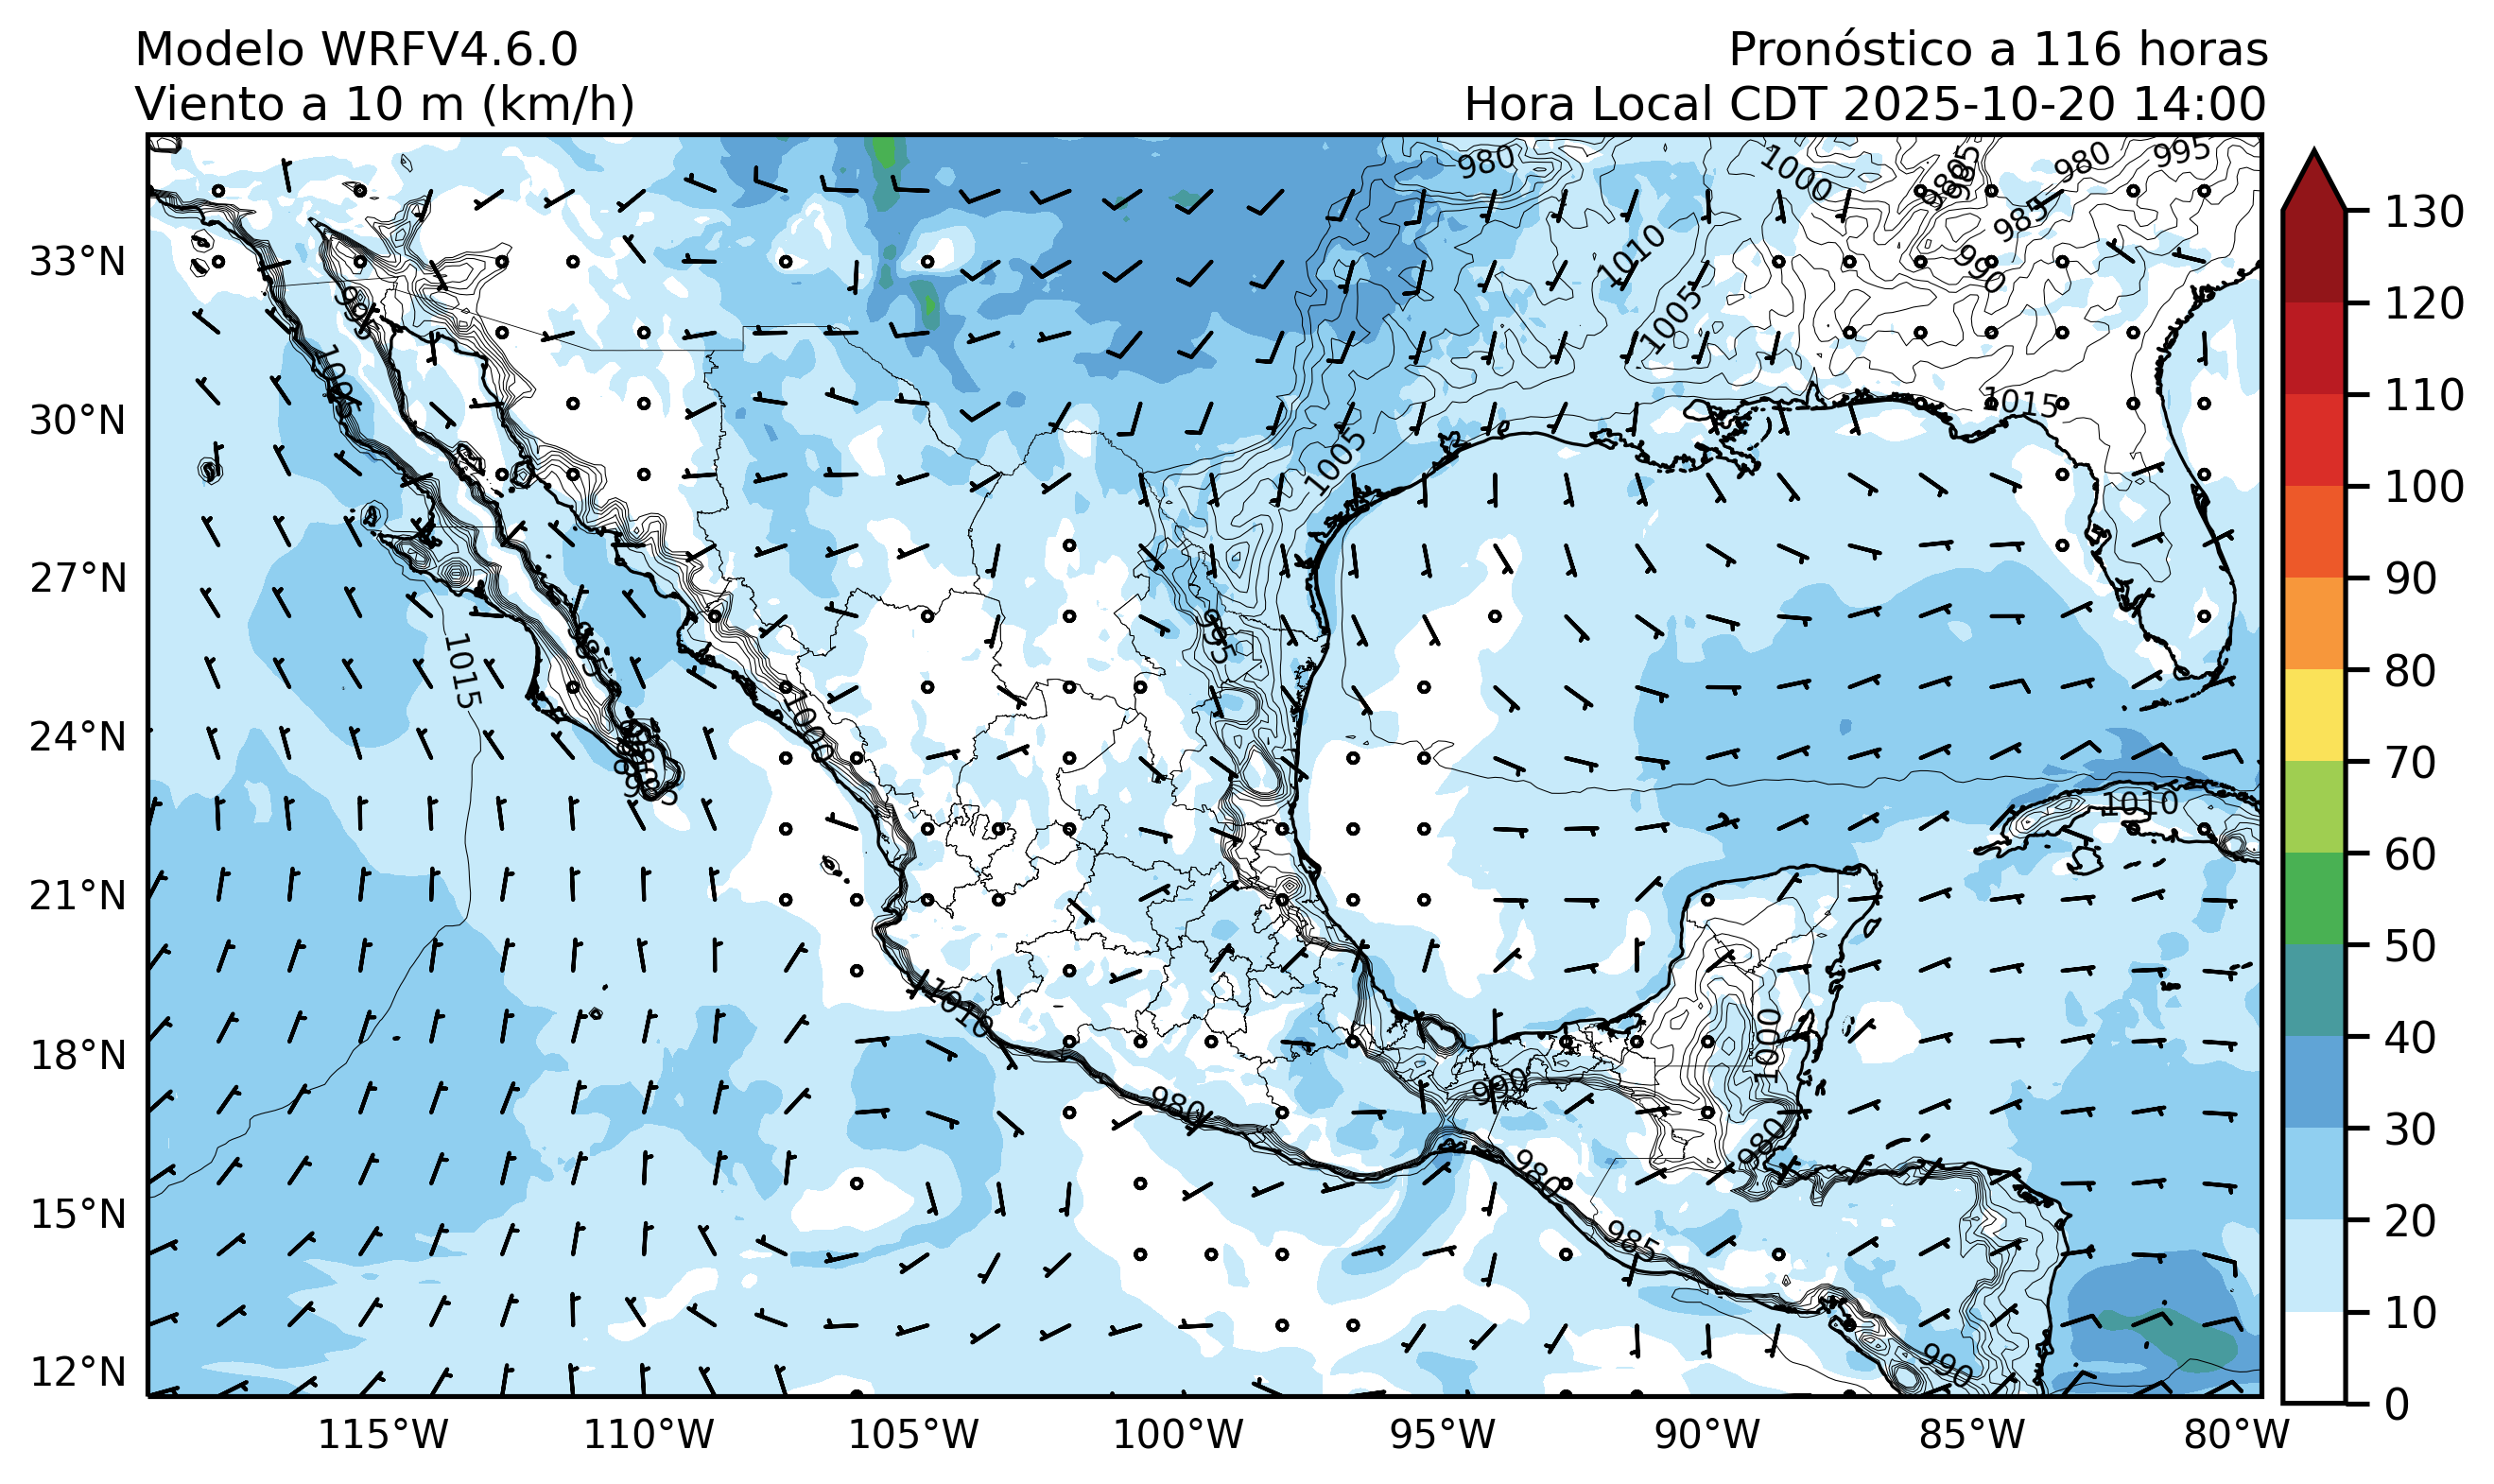 Modelo WRFV4.6.0
Pronóstico a 116 horas
Viento a 10 m (km/h)
Hora Local CDT 2025-10-20 14:00
980
1000
985
980
995
985
990
1010
1005
995
1015
1005
995
995
1015
1000
1010
1010
1000
990
980
980
980
985
990
33°N
30°N
27°N
24°N
21°N
18°N
15°N
12°N
115°W
110°W
105°W
100°W
95°W
90°W
85°W
80°W
130
120
110
100
90
80
70
60
50
40
30
20
10
0